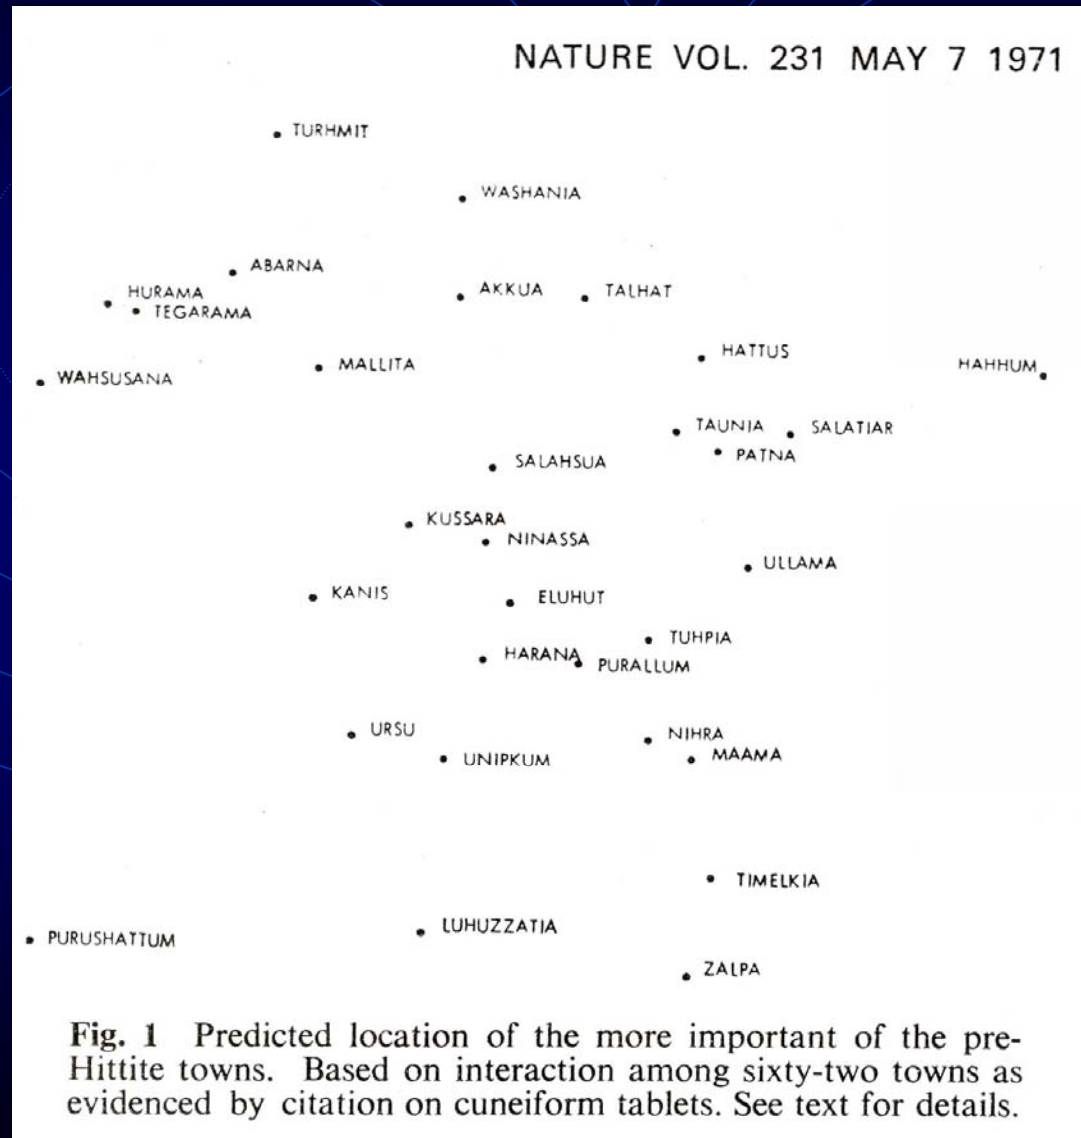 NATURE VOL. 231 MAY 7 1971
TURHMIT
WASHANIA
ABARNA
HURAMA
AKKUA
TALHAT
TEGARAMA
HATTUS
MALLITA
HAHHUM
WAHSUSANA
TAUNIA
SALATIAR
PATNA
SALAHSUA
KUSSARA
NINASSA
ULLAMA
KANIS
ELUHUT
TUHPIA
HARANA
PURALLUM
URSU
NIHRA
UNIPKUM
MAAMA
TIMELKIA
LUHUZZATIA
PURUSHATTUM
ZALPA
Fig. 1 Predicted location of the more important of the pre-
Hittite towns. Based on interaction among sixty-two towns as
evidenced by citation on cuneiform tablets. See text for details.